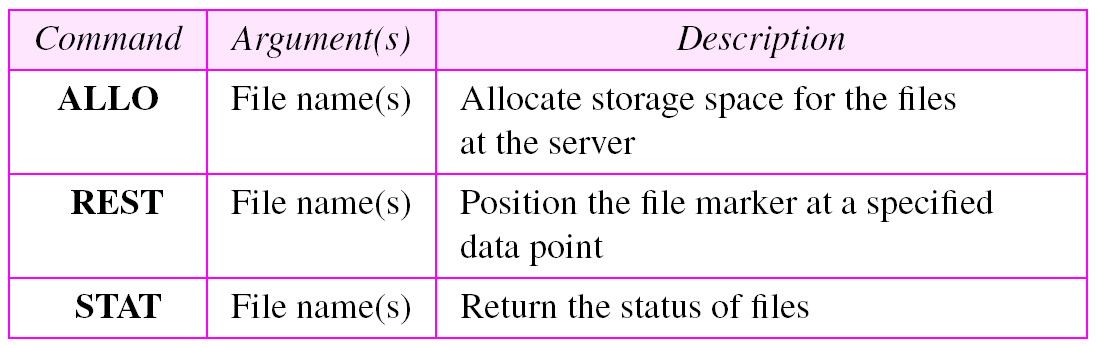 Command Argument(s) Description
ALLO File name(s) Allocate storage space for the files
at the server
REST File name(s) Position the file marker at a specified
data point
STAT File name(s) Return the status of files